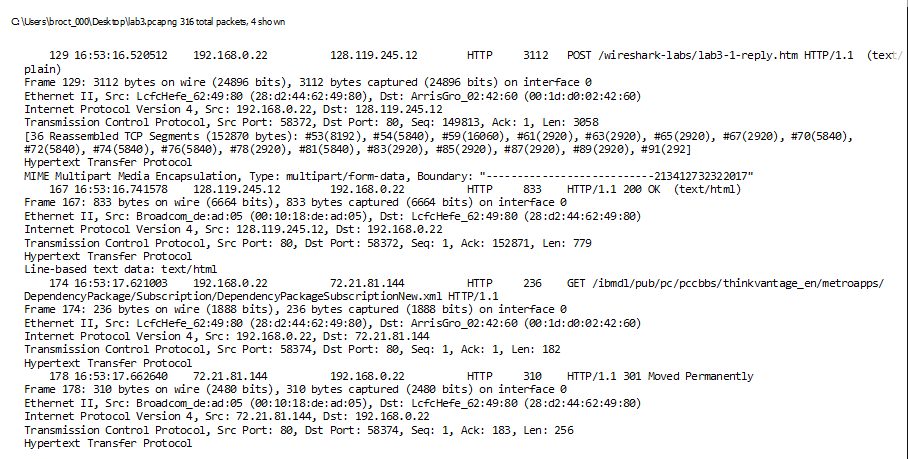 C:\Users\broct_000\Desktop\lab3.pcapng 316 total packets, 4 shown
129 16:53:16.520512 192.168.0.22 128.119.245.12 HTTP 3112 POST /wireshark-labs/lab3-1-reply.htm HTTP/1.1 (text/
plain)
Frame 129: 3112 bytes on wire (24896 bits), 3112 bytes captured (24896 bits) on interface 0
Ethernet II, Src: LcfcHefe_62:49:80 (28:d2:44:62:49:80), Dst: ArrisGro_02:42:60 (00:1d:d0:02:42:60)
Internet Protocol Version 4, Src: 192.168.0.22, Dst: 128.119.245.12
Transmission Control Protocol, Src Port: 58372, Dst Port: 80, Seq: 149813, Ack: 1, Len: 3058
[36 Reassembled TCP Segments (152870 bytes): #53(8192), #54(5840), #59(16060), #61(2920), #63(2920), #65(2920), #67(2920), #70(5840),
#72(5840), #74(5840), #76(5840), #78(2920), #81(5840), #83(2920), #85(2920), #87(2920), #89(2920), #91(292]
Hypertext Transfer Protocol
MIME Multipart Media Encapsulation, Type: multipart/form-data, Boundary: "---------------------------213412732322017"
167 16:53:16.741578 128.119.245.12 192.168.0.22 HTTP 833 HTTP/1.1 200 OK (text/html)
Frame 167: 833 bytes on wire (6664 bits), 833 bytes captured (6664 bits) on interface 0
Ethernet II, Src: Broadcom_de:ad:05 (00:10:18:de:ad:05), Dst: LcfcHefe_62:49:80 (28:d2:44:62:49:80)
Internet Protocol Version 4, Src: 128.119.245.12, Dst: 192.168.0.22
Transmission Control Protocol, Src Port: 80, Dst Port: 58372, Seq: 1, Ack: 152871, Len: 779
Hypertext Transfer Protocol
Line-based text data: text/html
174 16:53:17.621003 192.168.0.22 72.21.81.144 HTTP 236 GET /ibmdl/pub/pc/pccbbs/thinkvantage_en/metroapps/
DependencyPackage/Subscription/DependencyPackageSubscriptionNew.xml HTTP/1.1
Frame 174: 236 bytes on wire (1888 bits), 236 bytes captured (1888 bits) on interface 0
Ethernet II, Src: LcfcHefe_62:49:80 (28:d2:44:62:49:80), Dst: ArrisGro_02:42:60 (00:1d:d0:02:42:60)
Internet Protocol Version 4, Src: 192.168.0.22, Dst: 72.21.81.144
Transmission Control Protocol, Src Port: 58374, Dst Port: 80, Seq: 1, Ack: 1, Len: 182
Hypertext Transfer Protocol
178 16:53:17.662640 72.21.81.144 192.168.0.22 HTTP 310 HTTP/1.1 301 Moved Permanently
Frame 178: 310 bytes on wire (2480 bits), 310 bytes captured (2480 bits) on interface 0
Ethernet II, Src: Broadcom_de:ad:05 (00:10:18:de:ad:05), Dst: LcfcHefe_62:49:80 (28:d2:44:62:49:80)
Internet Protocol Version 4, Src: 72.21.81.144, Dst: 192.168.0.22
Transmission Control Protocol, Src Port: 80, Dst Port: 58374, Seq: 1, Ack: 183, Len: 256
Hypertext Transfer Protocol